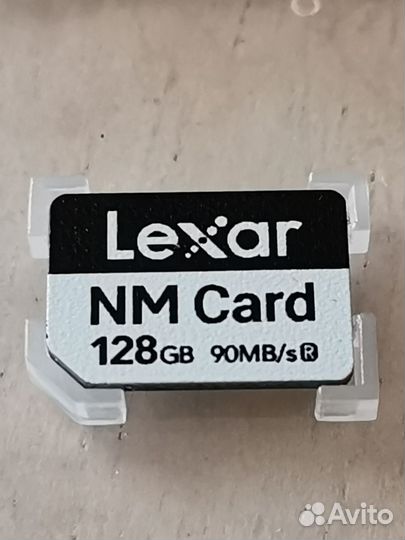 Lexar
NM Card
128GB 90MB/s R
Avito